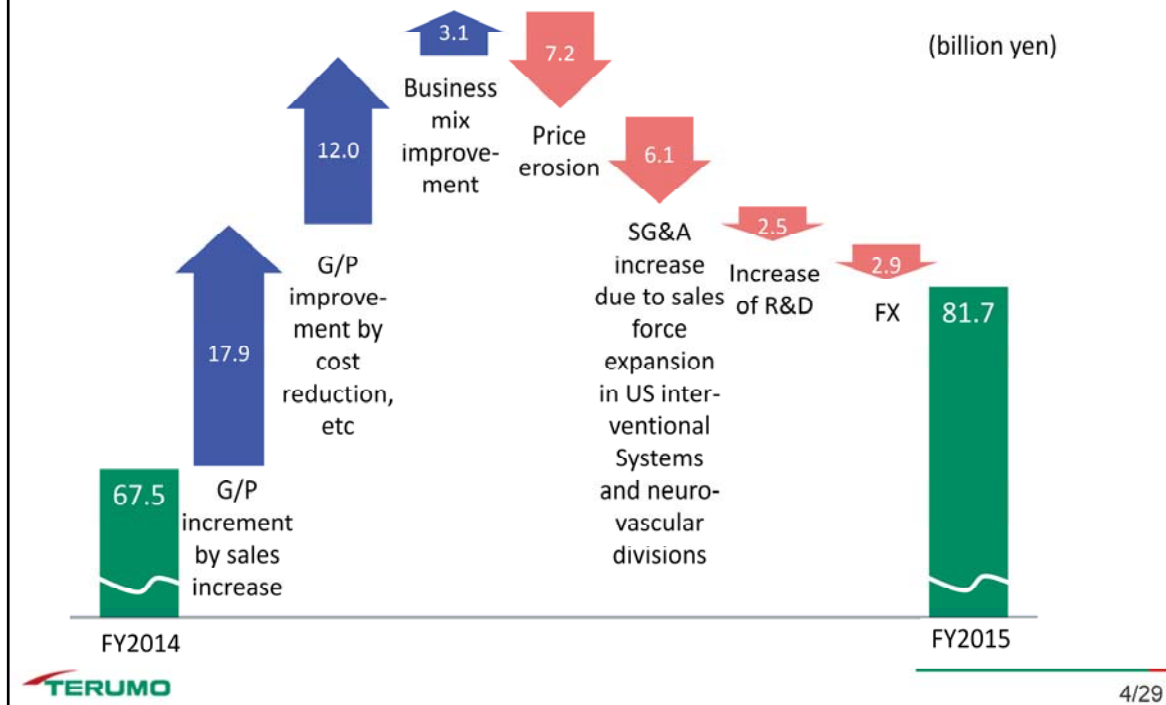 3.1
7.2
(billion yen)
Business
mix
improve-
ment
12.0
Price
erosion
6.1
17.9
G/P
improve-
ment by
cost
reduction,
etc
SG&A
increase
due to sales
force
expansion
in US inter-
ventional
Systems
and neuro-
vascular
divisions
2.5
Increase
of R&D
2.9
FX
81.7
67.5
G/P
increment
by sales
increase
FY2014
FY2015
TERUMO
4/29